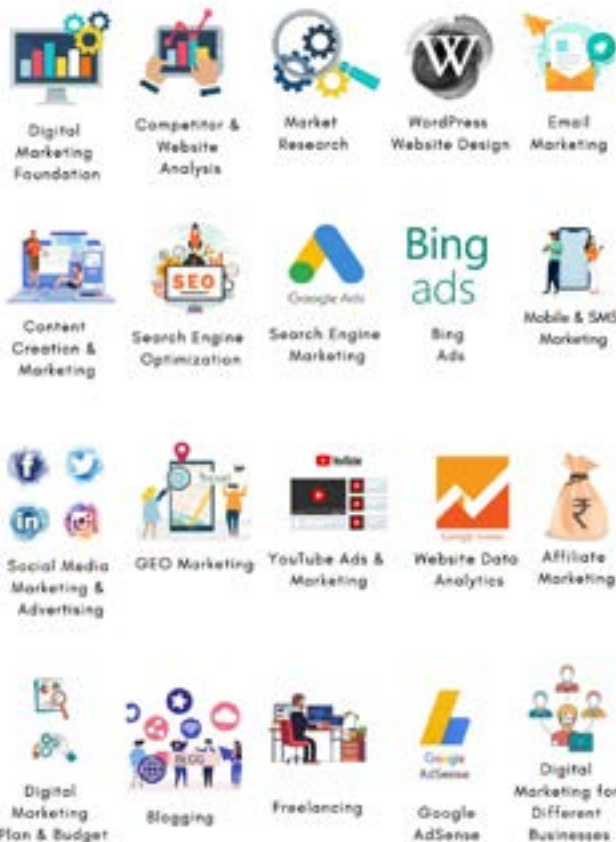 Digital
Marketing
Foundation
Competitor &
Website
Analysis
Market
Research
W
WordPress
Website Design
Email
Marketing
Content
Creation &
Marketing
SEO
Search Engine
Optimization
Google Ads
Search Engine
Marketing
Bing
ads
Bing
Ads
Mobile & SMS
Marketing
f
in
Social Media
Marketing &
Advertising
GEO Marketing
YouTube
YouTube Ads &
Marketing
Website Data
Analytics
₹
Affiliate
Marketing
Digital
Marketing
Plan & Budget
BLOG
Blogging
Freelancing
Google
AdSense
Google
AdSense
Digital
Marketing for
Different
Businesses